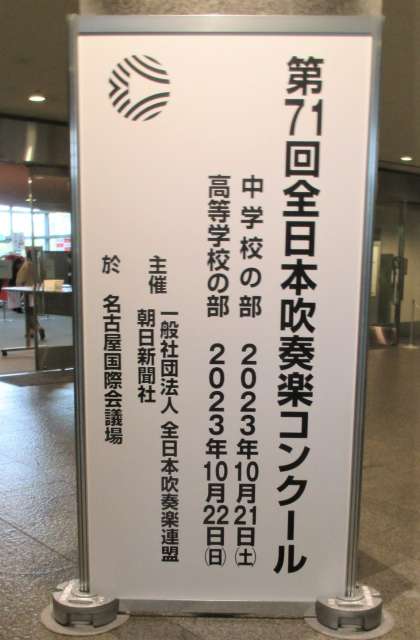 第71回全日本吹奏楽コンクール
中学校の部 2023年10月21日(土)
高等学校の部 2023年10月22日(日)
主催 一般社団法人 全日本吹奏楽連盟
朝日新聞社
於 名古屋国際会議場